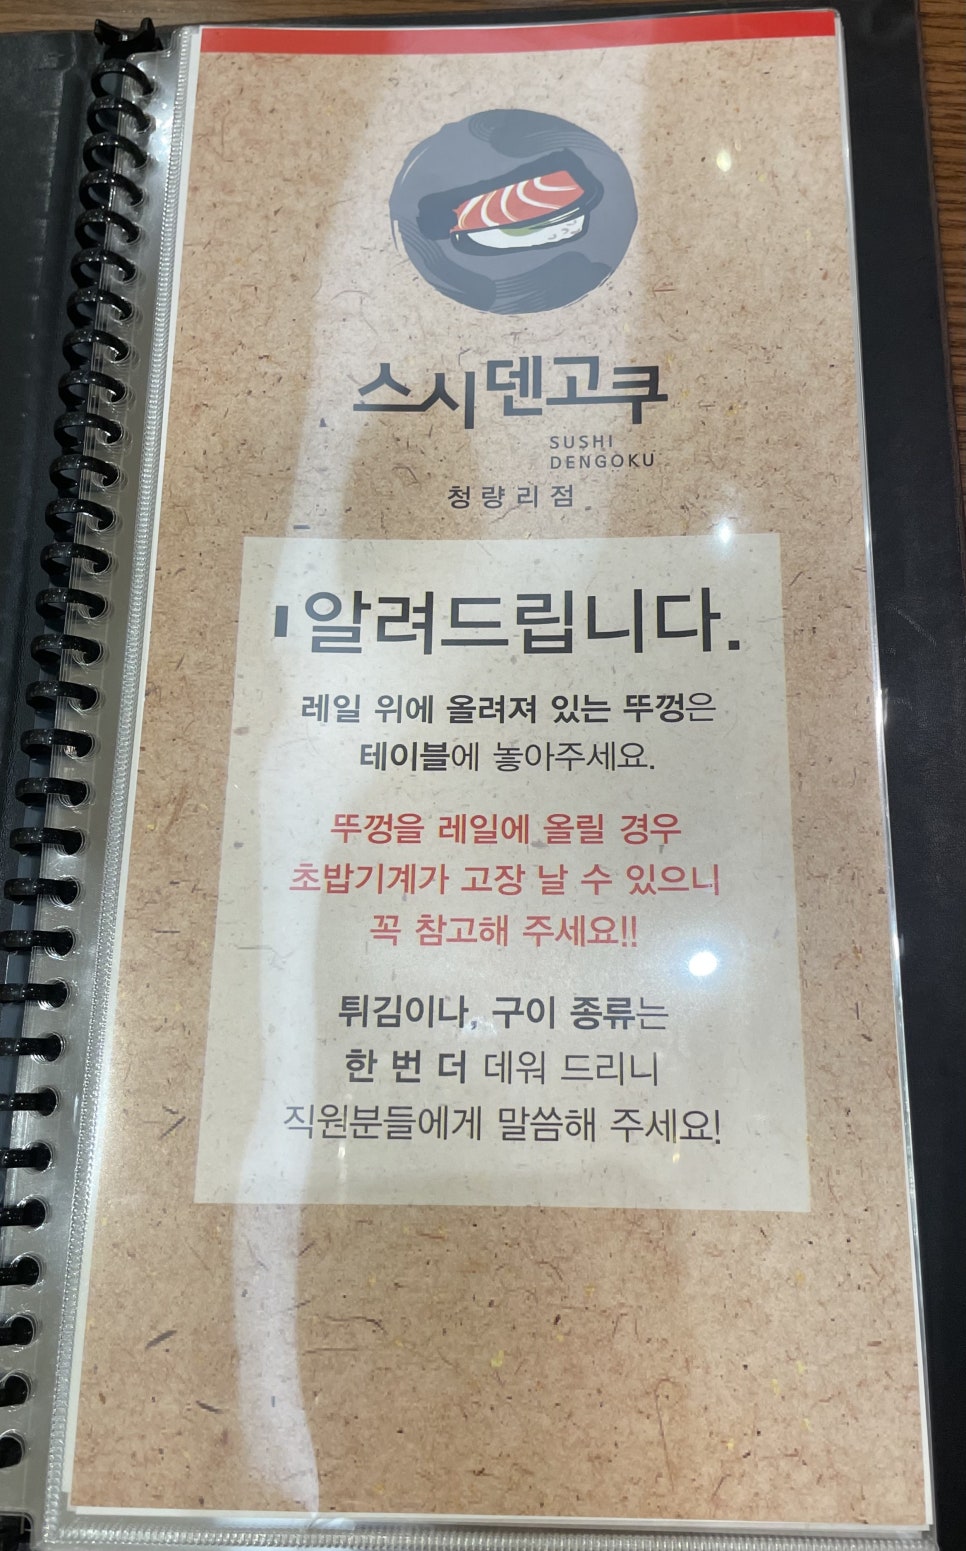 스시덴고쿠
SUSHI
DENGOKU
청량리점
알려드립니다.
레일 위에 올려져 있는 뚜껑은
테이블에 놓아주세요.
뚜껑을 레일에 올릴 경우
초밥기계가 고장 날 수 있으니
꼭 참고해 주세요!!
튀김이나, 구이 종류는
한 번 더 데워 드리니
직원분들에게 말씀해 주세요!